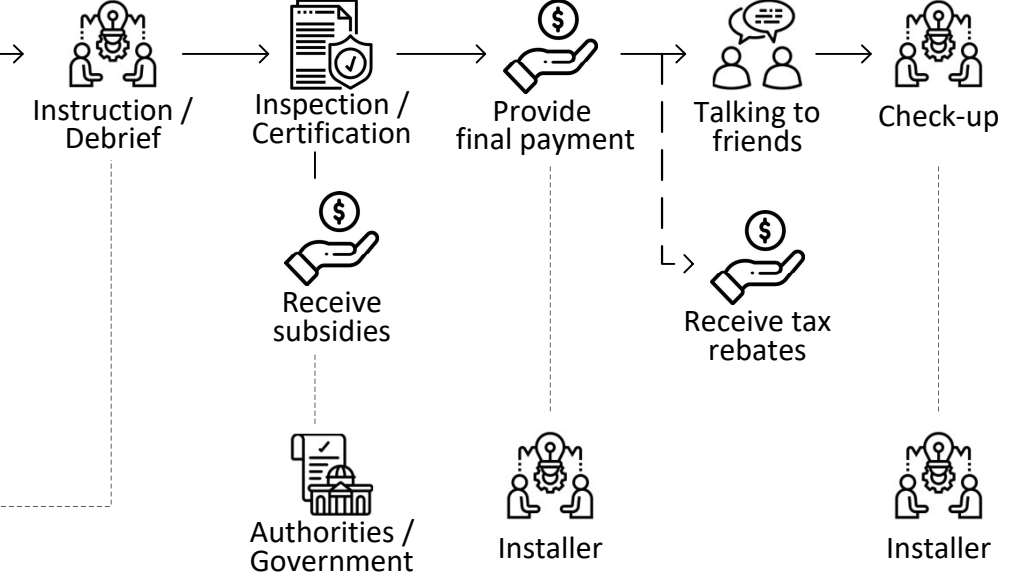 Instruction /
Debrief
Inspection /
Certification
Provide
final payment
Talking to
friends
Check-up
$
$
$
Receive
subsidies
Receive tax
rebates
Authorities /
Government
Installer
Installer